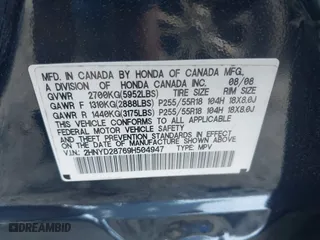 MFD. IN CANADA BY HONDA OF CANADA MFG.
A DIVISION OF HONDA CANADA INC. 08/08
GVWR 2700KG(5952LBS) TIRE SIZE RIM SIZE
GAWR F 1310KG(2888LBS) P255/55R18 104H 18X8.0J
GAWR R 1440KG(3175LBS) P255/55R18 104H 18X8.0J
THIS VEHICLE CONFORMS TO ALL APPLICABLE
FEDERAL MOTOR VEHICLE SAFETY AND
THEFT PREVENTION STANDARDS IN EFFECT ON
THE DATE OF MANUFACTURE SHOWN ABOVE.
V.I.N: 2HNYD28769H504947 TYPE: MPV
DREAMBID